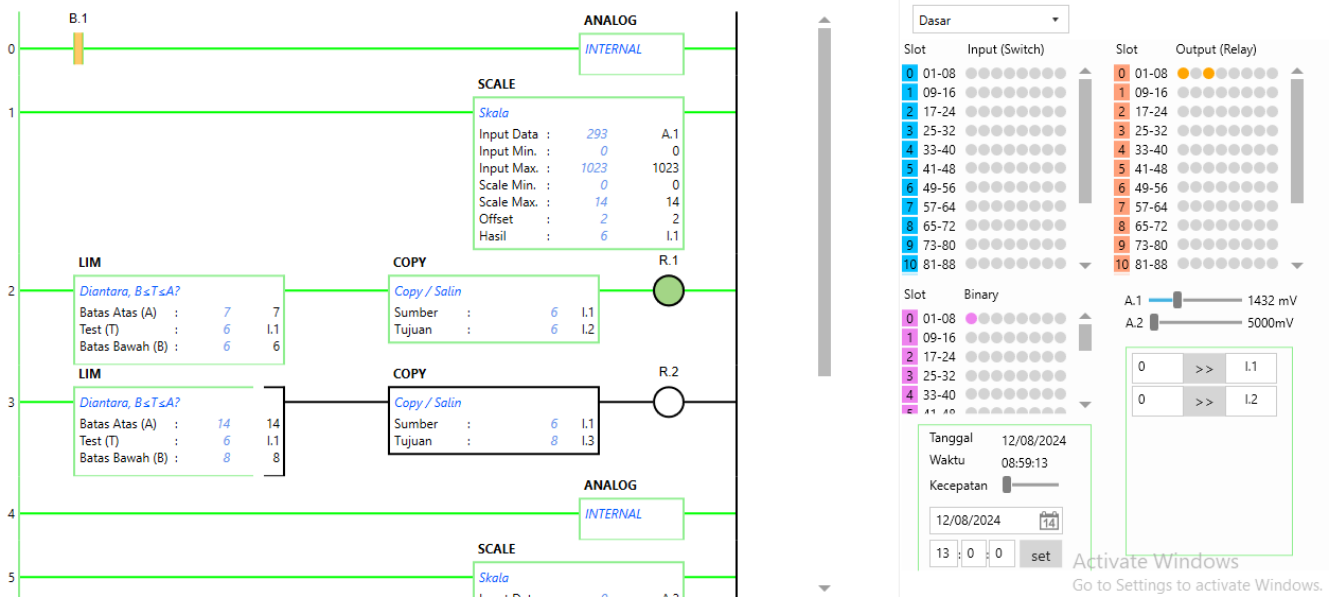 B.1
0
ANALOG
INTERNAL
1
SCALE
Skala
Input Data : 293 A.1
Input Min. : 0 0
Input Max. : 1023 1023
Scale Min. : 0 0
Scale Max. : 14 14
Offset : 2 2
Hasil : 6 I.1
2
LIM
Diantara, B≤T≤A?
Batas Atas (A) : 7 7
Test (T) : 6 I.1
Batas Bawah (B) : 6 6
COPY
Copy / Salin
Sumber : 6 I.1
Tujuan : 6 I.2
R.1
3
LIM
Diantara, B≤T≤A?
Batas Atas (A) : 14 14
Test (T) : 6 I.1
Batas Bawah (B) : 8 8
COPY
Copy / Salin
Sumber : 6 I.1
Tujuan : 8 I.3
R.2
4
ANALOG
INTERNAL
5
SCALE
Skala
Dasar
Slot Input (Switch)
0 01-08
1 09-16
2 17-24
3 25-32
4 33-40
5 41-48
6 49-56
7 57-64
8 65-72
9 73-80
10 81-88
Slot Output (Relay)
0 01-08
1 09-16
2 17-24
3 25-32
4 33-40
5 41-48
6 49-56
7 57-64
8 65-72
9 73-80
10 81-88
Slot Binary
0 01-08
1 09-16
2 17-24
3 25-32
4 33-40
A.1 1432 mV
A.2 5000mV
0 >> I.1
0 >> I.2
Tanggal 12/08/2024
Waktu 08:59:13
Kecepatan
12/08/2024 14
13 : 0 : 0 set
Activate Windows
Go to Settings to activate Windows.